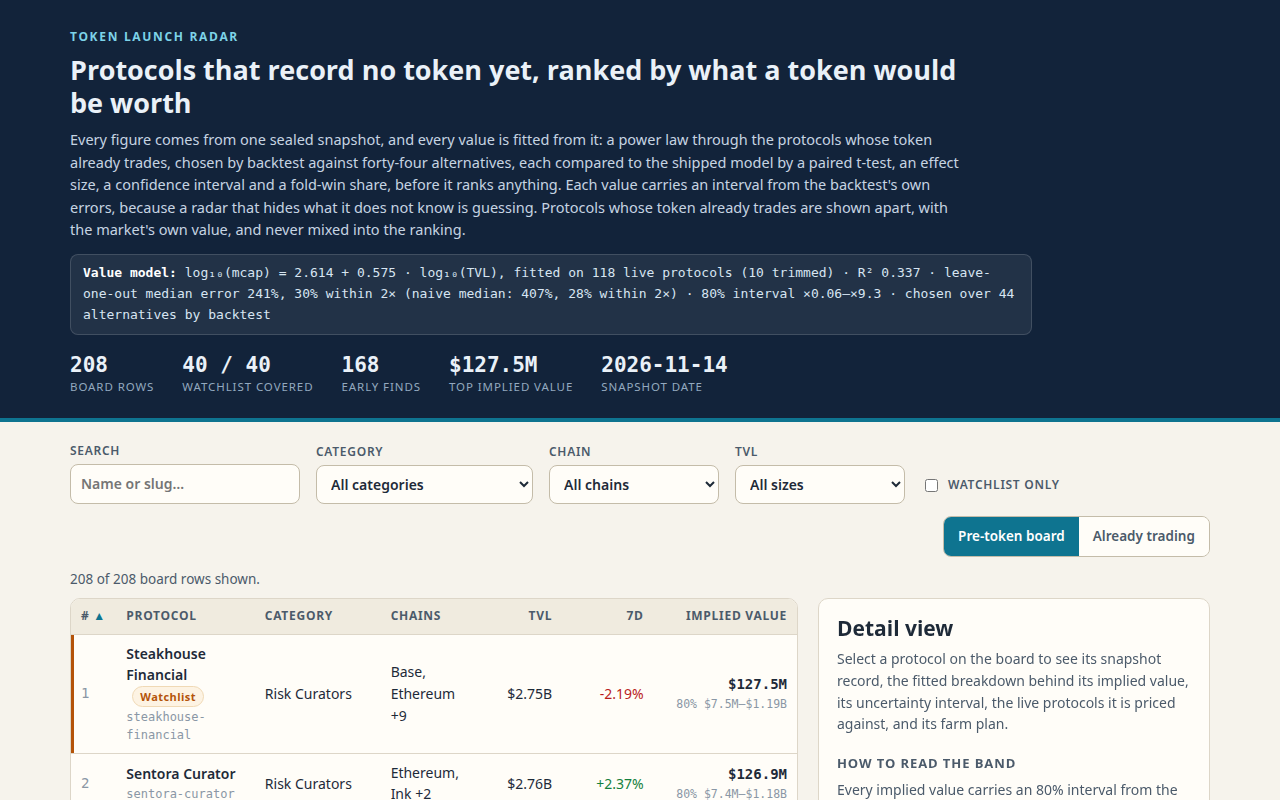 TOKEN LAUNCH RADAR
Protocols that record no token yet, ranked by what a token would
be worth
Every figure comes from one sealed snapshot, and every value is fitted from it: a power law through the protocols whose token
already trades, chosen by backtest against forty-four alternatives, each compared to the shipped model by a paired t-test, an effect
size, a confidence interval and a fold-win share, before it ranks anything. Each value carries an interval from the backtest's own
errors, because a radar that hides what it does not know is guessing. Protocols whose token already trades are shown apart, with
the market's own value, and never mixed into the ranking.
Value model: log₁₀(mcap) = 2.614 + 0.575 · log₁₀(TVL), fitted on 118 live protocols (10 trimmed) · R² 0.337 · leave-
one-out median error 241%, 30% within 2× (naive median: 407%, 28% within 2×) · 80% interval ×0.06–×9.3 · chosen over 44
alternatives by backtest
208 40 / 40 168 $127.5M 2026-11-14
BOARD ROWS WATCHLIST COVERED EARLY FINDS TOP IMPLIED VALUE SNAPSHOT DATE
SEARCH CATEGORY CHAIN TVL
Name or slug... All categories All chains All sizes WATCHLIST ONLY
Pre-token board Already trading
208 of 208 board rows shown.
# ▲ PROTOCOL CATEGORY CHAINS TVL 7D IMPLIED VALUE
1 Steakhouse Financial Watchlist steakhouse-financial Risk Curators Base, Ethereum +9 $2.75B -2.19% $127.5M 80% $7.5M–$1.19B
2 Sentora Curator sentora-curator Risk Curators Ethereum, Ink +2 $2.76B +2.37% $126.9M 80% $7.4M–$1.18B
Detail view
Select a protocol on the board to see its snapshot
record, the fitted breakdown behind its implied value,
its uncertainty interval, the live protocols it is priced
against, and its farm plan.
HOW TO READ THE BAND
Every implied value carries an 80% interval from the